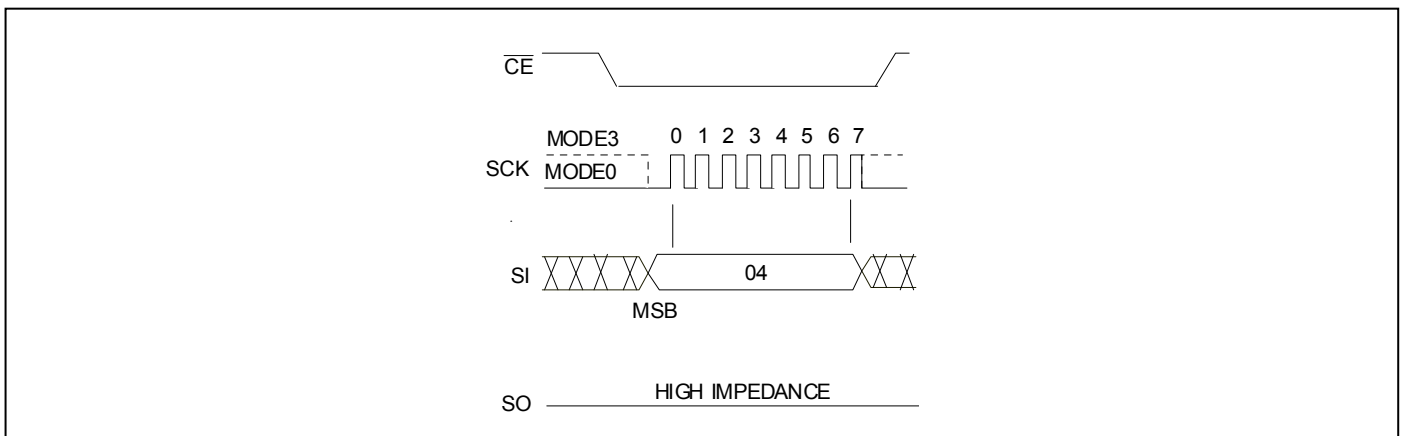 CE
MODE3 0 1 2 3 4 5 6 7
SCK MODE0
SI 04
MSB
SO HIGH IMPEDANCE